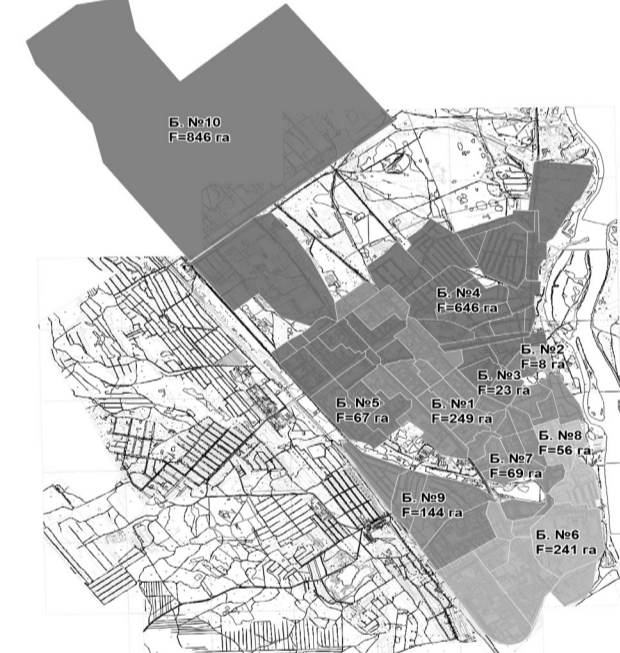 Б. №10
F=846 га
Б. №4
F=646 га
Б. №2
F=8 га
Б. №3
F=23 га
Б. №5
F=67 га
Б. №1
F=249 га
Б. №8
F=56 га
Б. №7
F=69 га
Б. №9
F=144 га
Б. №6
F=241 га